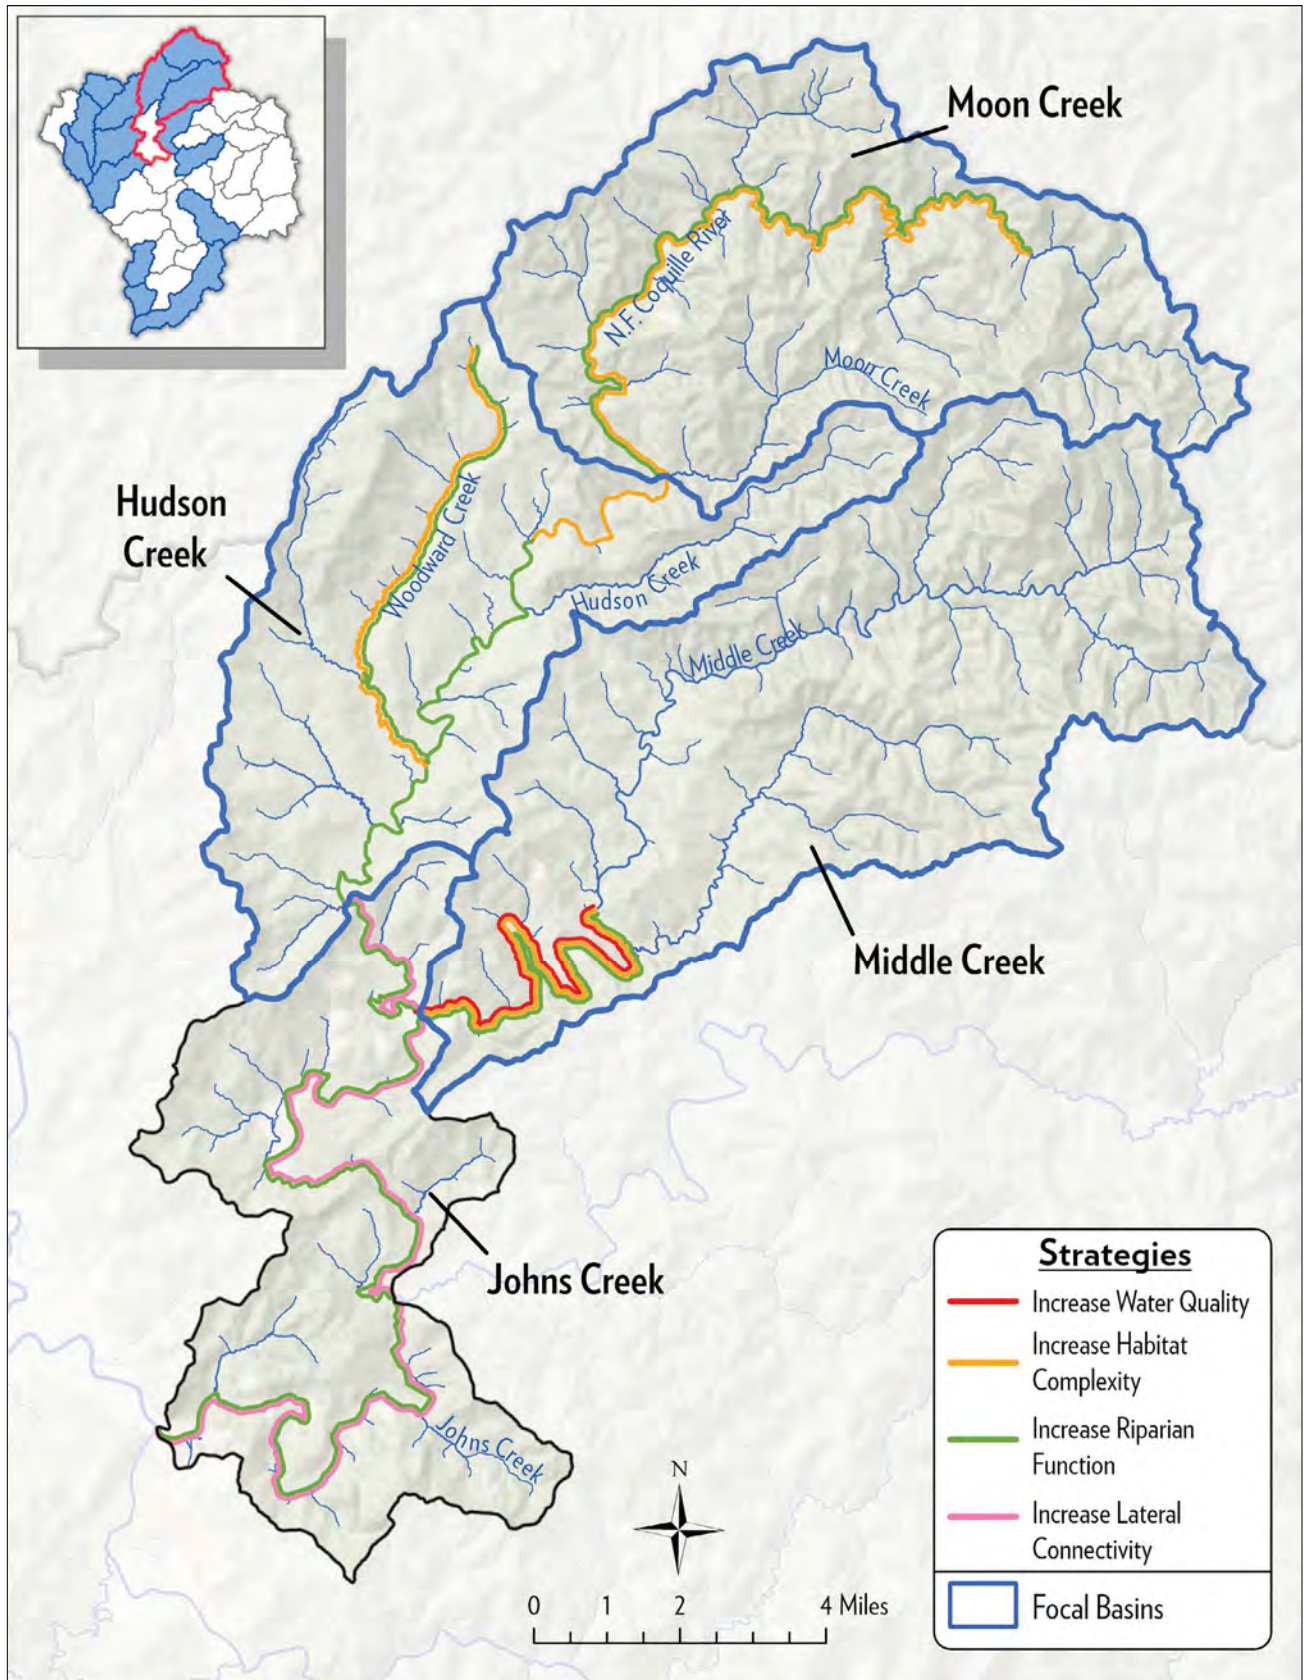 Moon Creek
N.F. Coquille River
Moon Creek
Hudson
Creek
Woodward Creek
Hudson Creek
Middle Creek
Middle Creek
Johns Creek
Johns Creek
N
0 1 2 4 Miles
Strategies
Increase Water Quality
Increase Habitat
Complexity
Increase Riparian
Function
Increase Lateral
Connectivity
Focal Basins